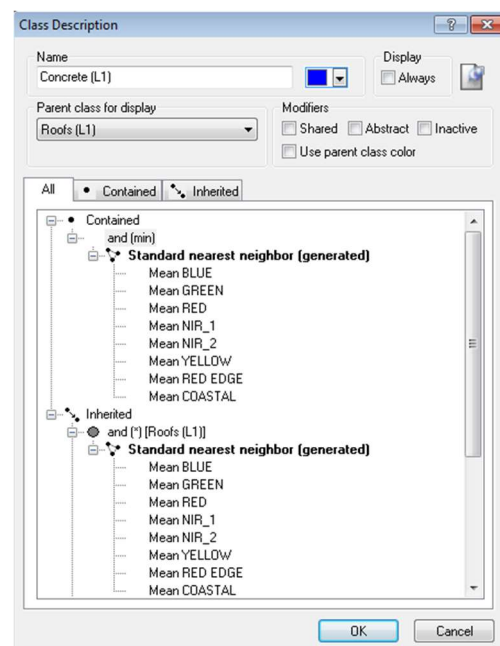 Class Description
Name
Display
Concrete (L1)
Always
Parent class for display
Modifiers
Roofs (L1)
Shared Abstract Inactive
Use parent class color
All Contained Inherited
Contained
and (min)
Standard nearest neighbor (generated)
Mean BLUE
Mean GREEN
Mean RED
Mean NIR_1
Mean NIR_2
Mean YELLOW
Mean RED EDGE
Mean COASTAL
Inherited
and (*) [Roofs (L1)]
Standard nearest neighbor (generated)
Mean BLUE
Mean GREEN
Mean RED
Mean NIR_1
Mean NIR_2
Mean YELLOW
Mean RED EDGE
Mean COASTAL
OK Cancel